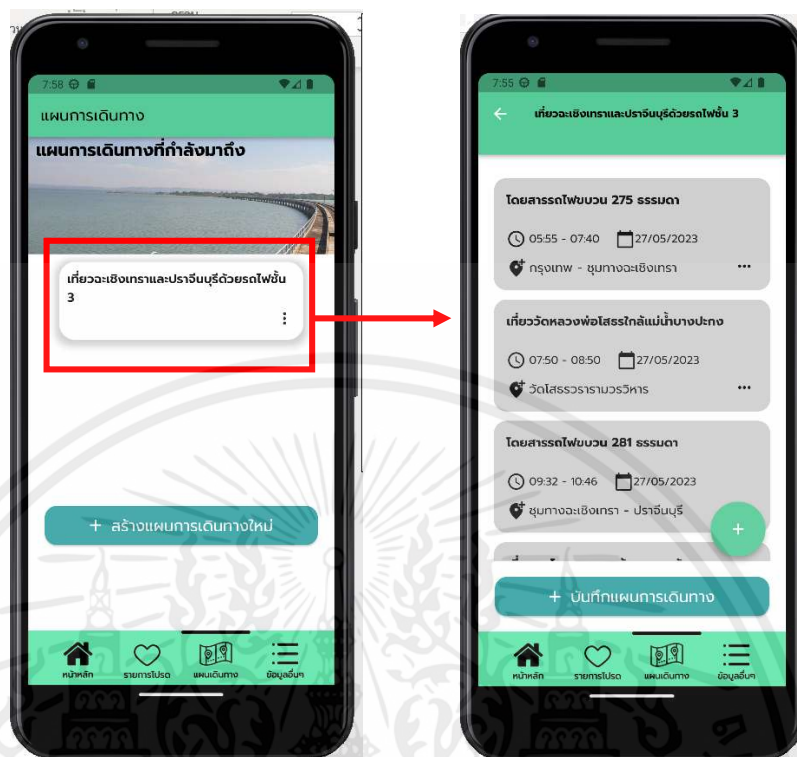 7:58
แผนการเดินทาง
แผนการเดินทางที่กำลังมาถึง
เที่ยวฉะเชิงเทราและปราจีนบุรีด้วยรถไฟชั้น
3
+ สร้างแผนการเดินทางใหม่
หน้าหลัก รายการโปรด แผนเดินทาง ข้อมูลอื่นๆ
7:55
เที่ยวฉะเชิงเทราและปราจีนบุรีด้วยรถไฟชั้น 3
โดยสารรถไฟขบวน 275 ธรรมดา
05:55 - 07:40 27/05/2023
กรุงเทพ - ชุมทางฉะเชิงเทรา
เที่ยววัดหลวงพ่อโสธรใกล้แม่น้ำบางปะกง
07:50 - 08:50 27/05/2023
วัดโสธรวรารามวรวิหาร
โดยสารรถไฟขบวน 281 ธรรมดา
09:32 - 10:46 27/05/2023
ชุมทางฉะเชิงเทรา - ปราจีนบุรี
+
+ บันทึกแผนการเดินทาง
หน้าหลัก รายการโปรด แผนเดินทาง ข้อมูลอื่นๆ